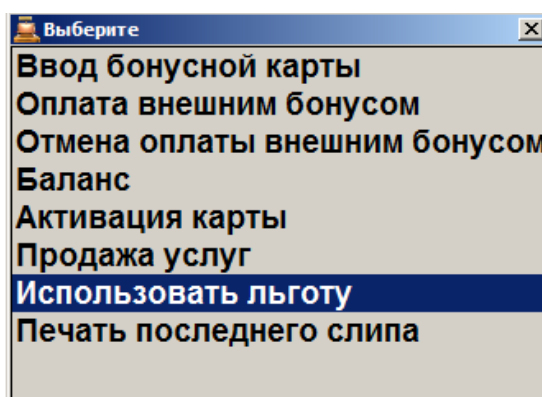 Выберите
Ввод бонусной карты
Оплата внешним бонусом
Отмена оплаты внешним бонусом
Баланс
Активация карты
Продажа услуг
Использовать льготу
Печать последнего слипа